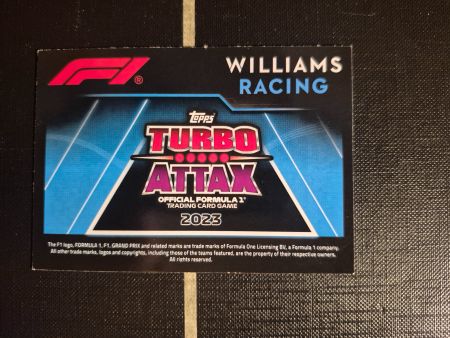 F1®
WILLIAMS
RACING
Topps
TURBO
ATTAX
OFFICIAL FORMULA 1®
TRADING CARD GAME
2023
The F1 logo, FORMULA 1, F1, GRAND PRIX and related marks are trade marks of Formula One Licensing BV, a Formula 1 company.
All other trade marks, logos and copyrights, including those of the teams featured, are the property of their respective owners.
All rights reserved.